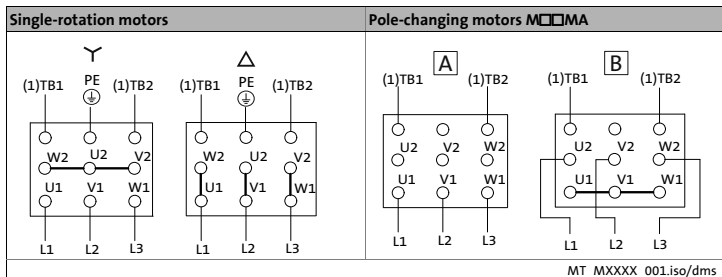 Single-rotation motors
Pole-changing motors M□□MA
(1)TB1 PE (1)TB2
W2 U2 V2
U1 V1 W1
L1 L2 L3
(1)TB1 PE (1)TB2
W2 U2 V2
U1 V1 W1
L1 L2 L3
A
(1)TB1 (1)TB2
U2 V2 W2
U1 V1 W1
L1 L2 L3
B
(1)TB1 (1)TB2
U2 V2 W2
U1 V1 W1
L1 L2 L3
MT_MXXXX_001.iso/dms